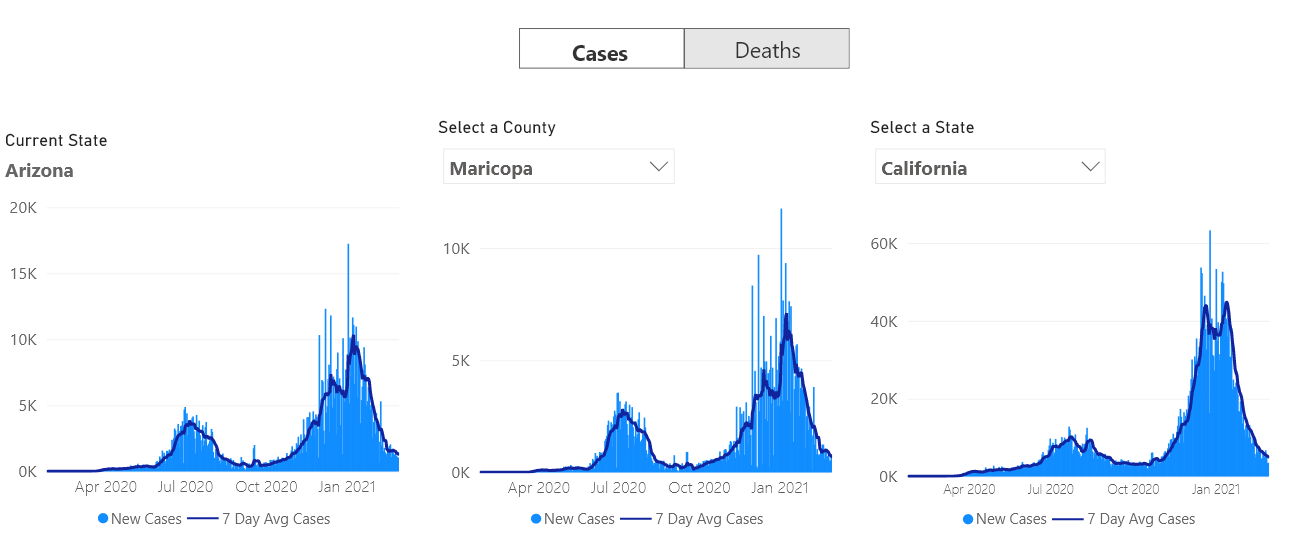 Cases
Deaths
Current State
Arizona
20K
15K
10K
5K
0K
Apr 2020
Jul 2020
Oct 2020
Jan 2021
New Cases
7 Day Avg Cases
Select a County
Maricopa
10K
5K
0K
Apr 2020
Jul 2020
Oct 2020
Jan 2021
New Cases
7 Day Avg Cases
Select a State
California
60K
40K
20K
0K
Apr 2020
Jul 2020
Oct 2020
Jan 2021
New Cases
7 Day Avg Cases